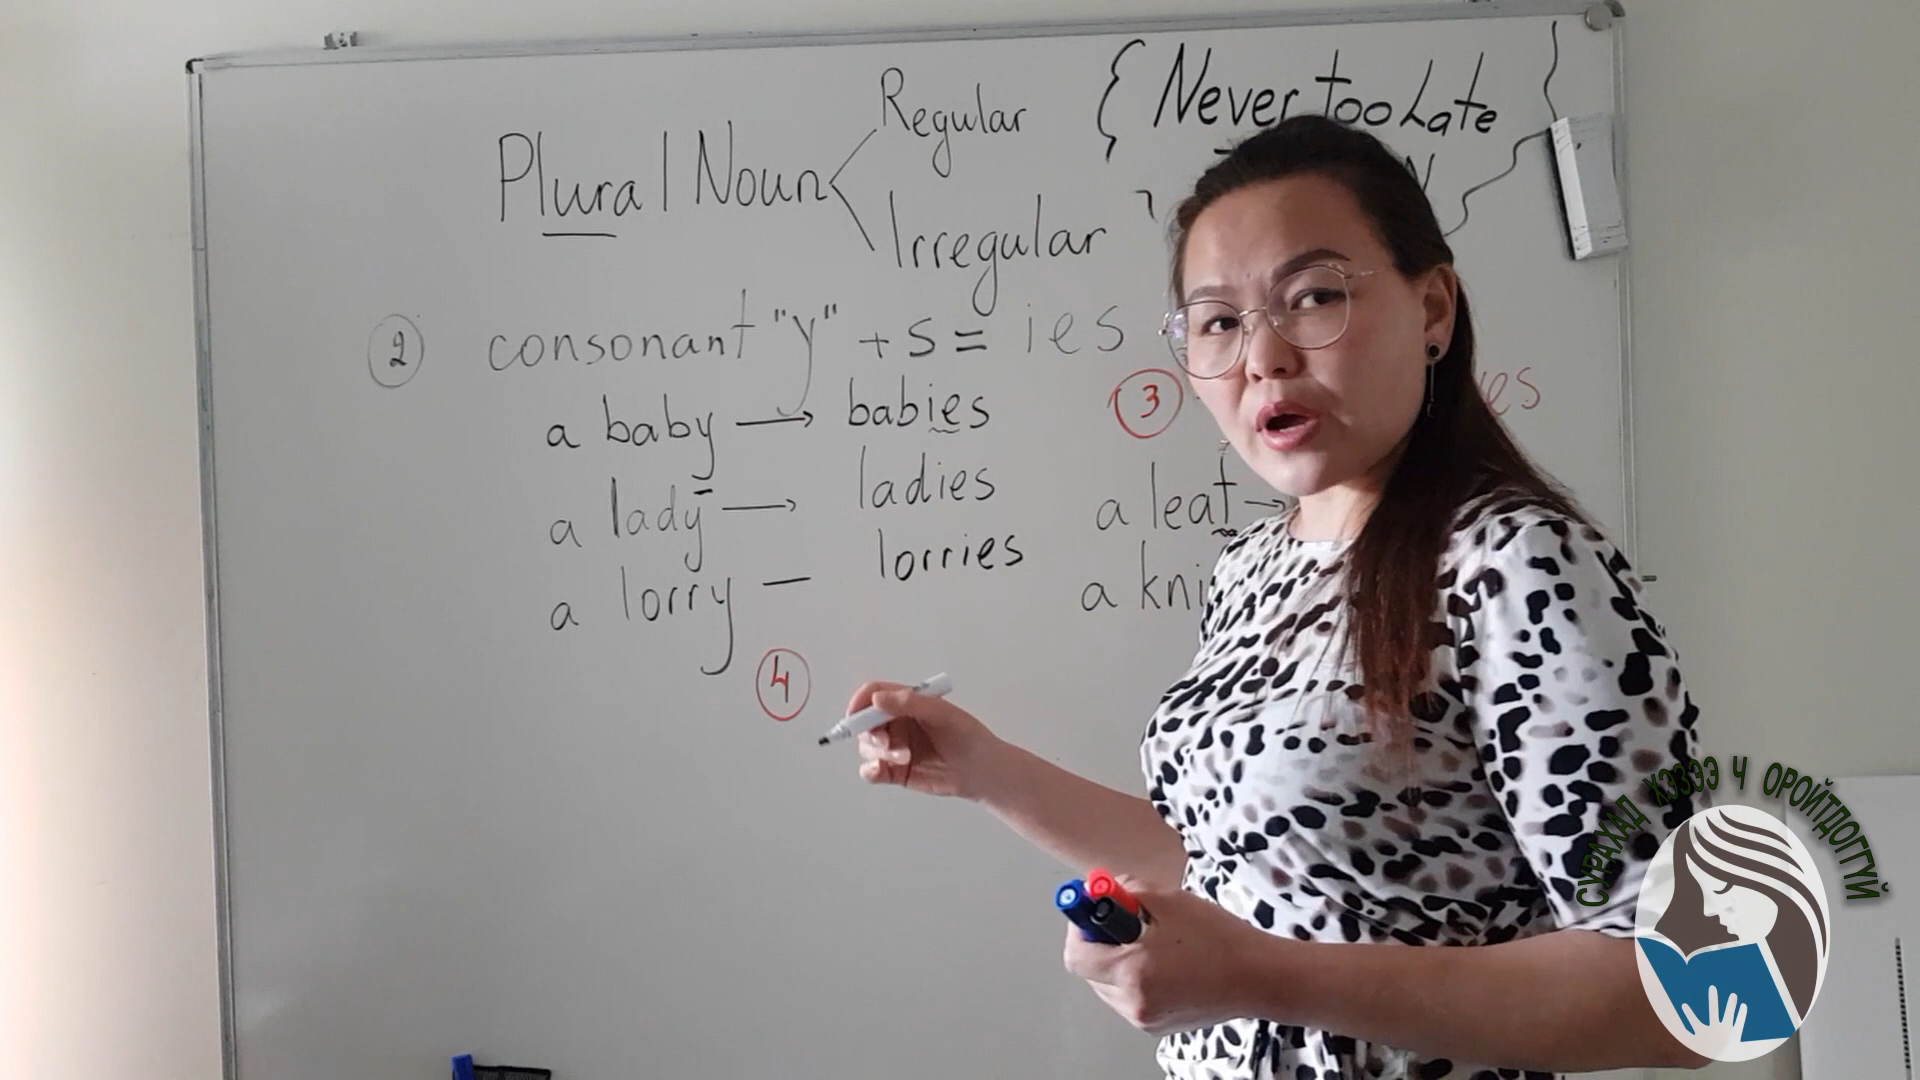 Regular
{ Never too Late
Plural Noun
Irregular
2 consonant "y" + s = ies
3
ves
a baby → babies
a lady → ladies
a leaf →
a lorry — lorries
a kni
4
СУРАХАД ХЭЗЭЭ Ч ОРОЙТДОГГҮЙ